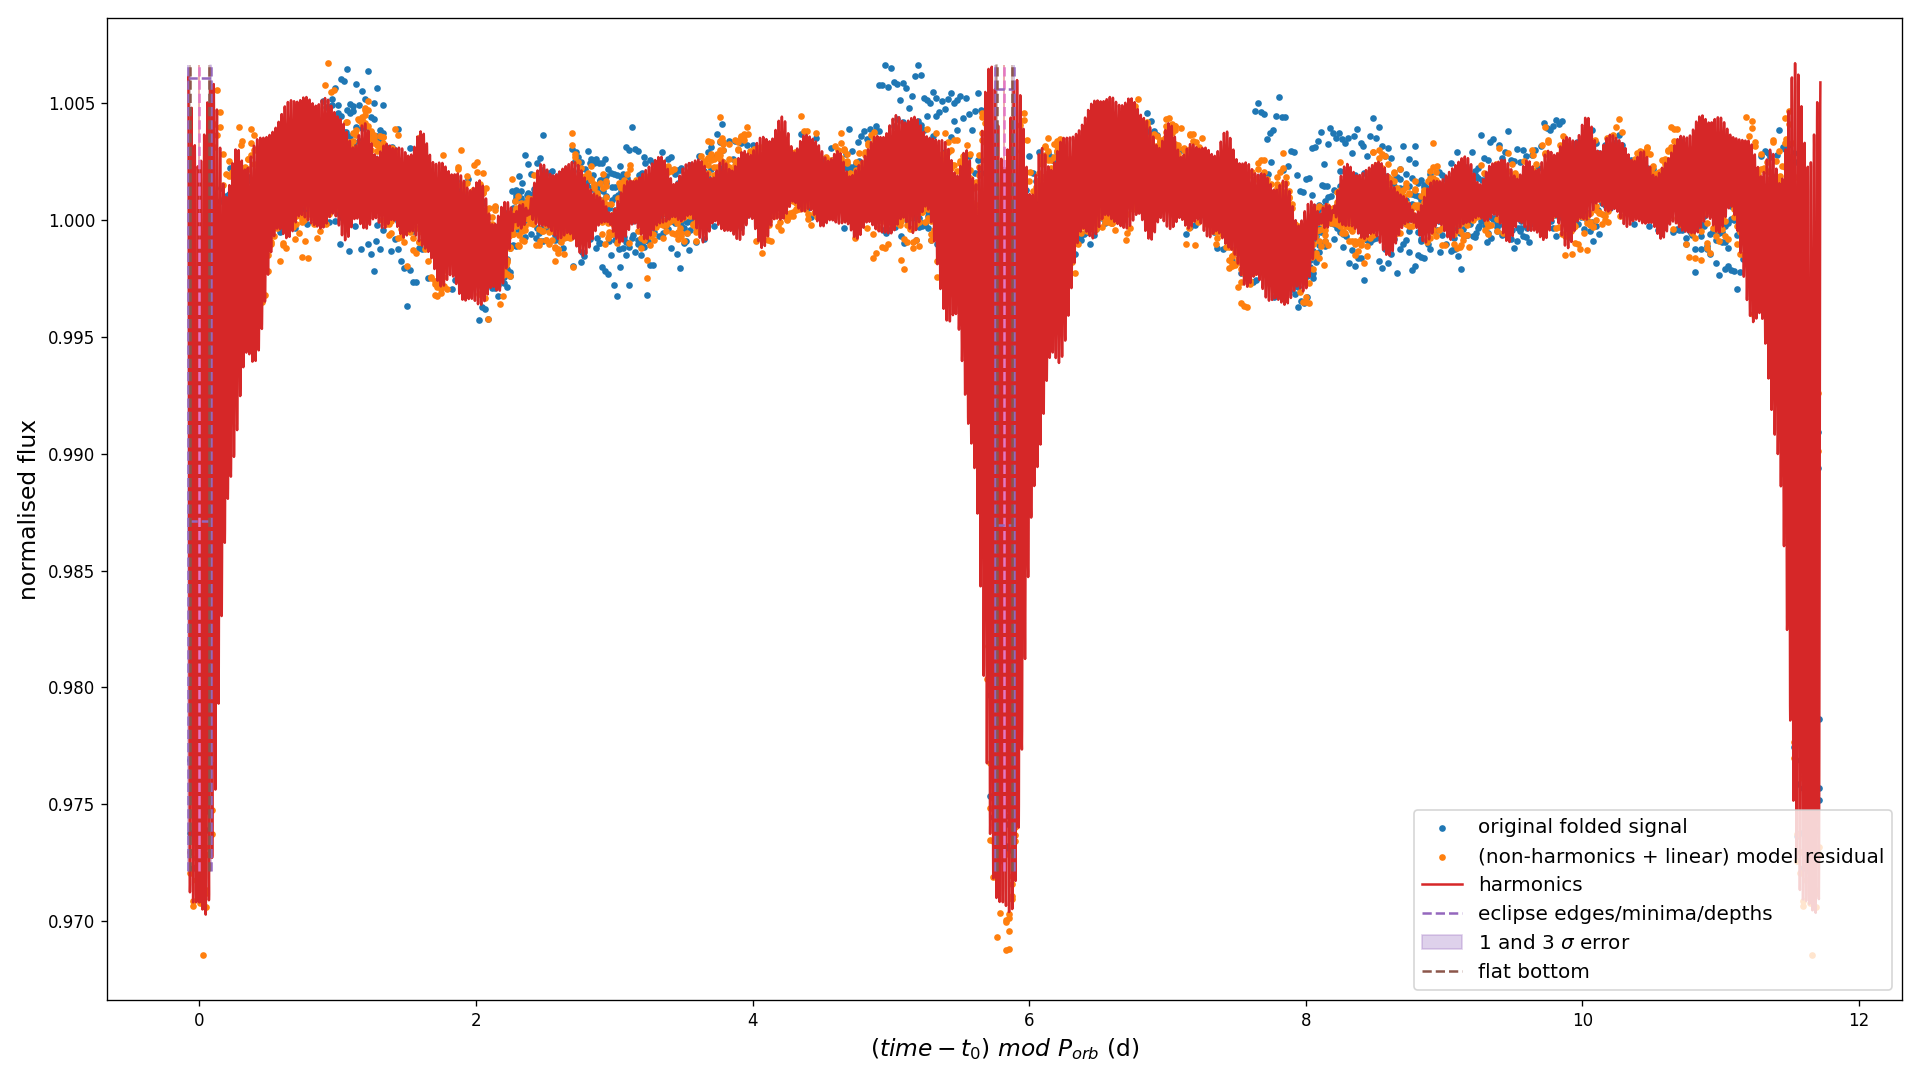 1.005
1.000
0.995
0.990
0.985
0.980
0.975
0.970
normalised flux
original folded signal
(non-harmonics + linear) model residual
harmonics
eclipse edges/minima/depths
1 and 3 σ error
flat bottom
0 2 4 6 8 10 12
(time − t₀) mod Pₒᵣb (d)